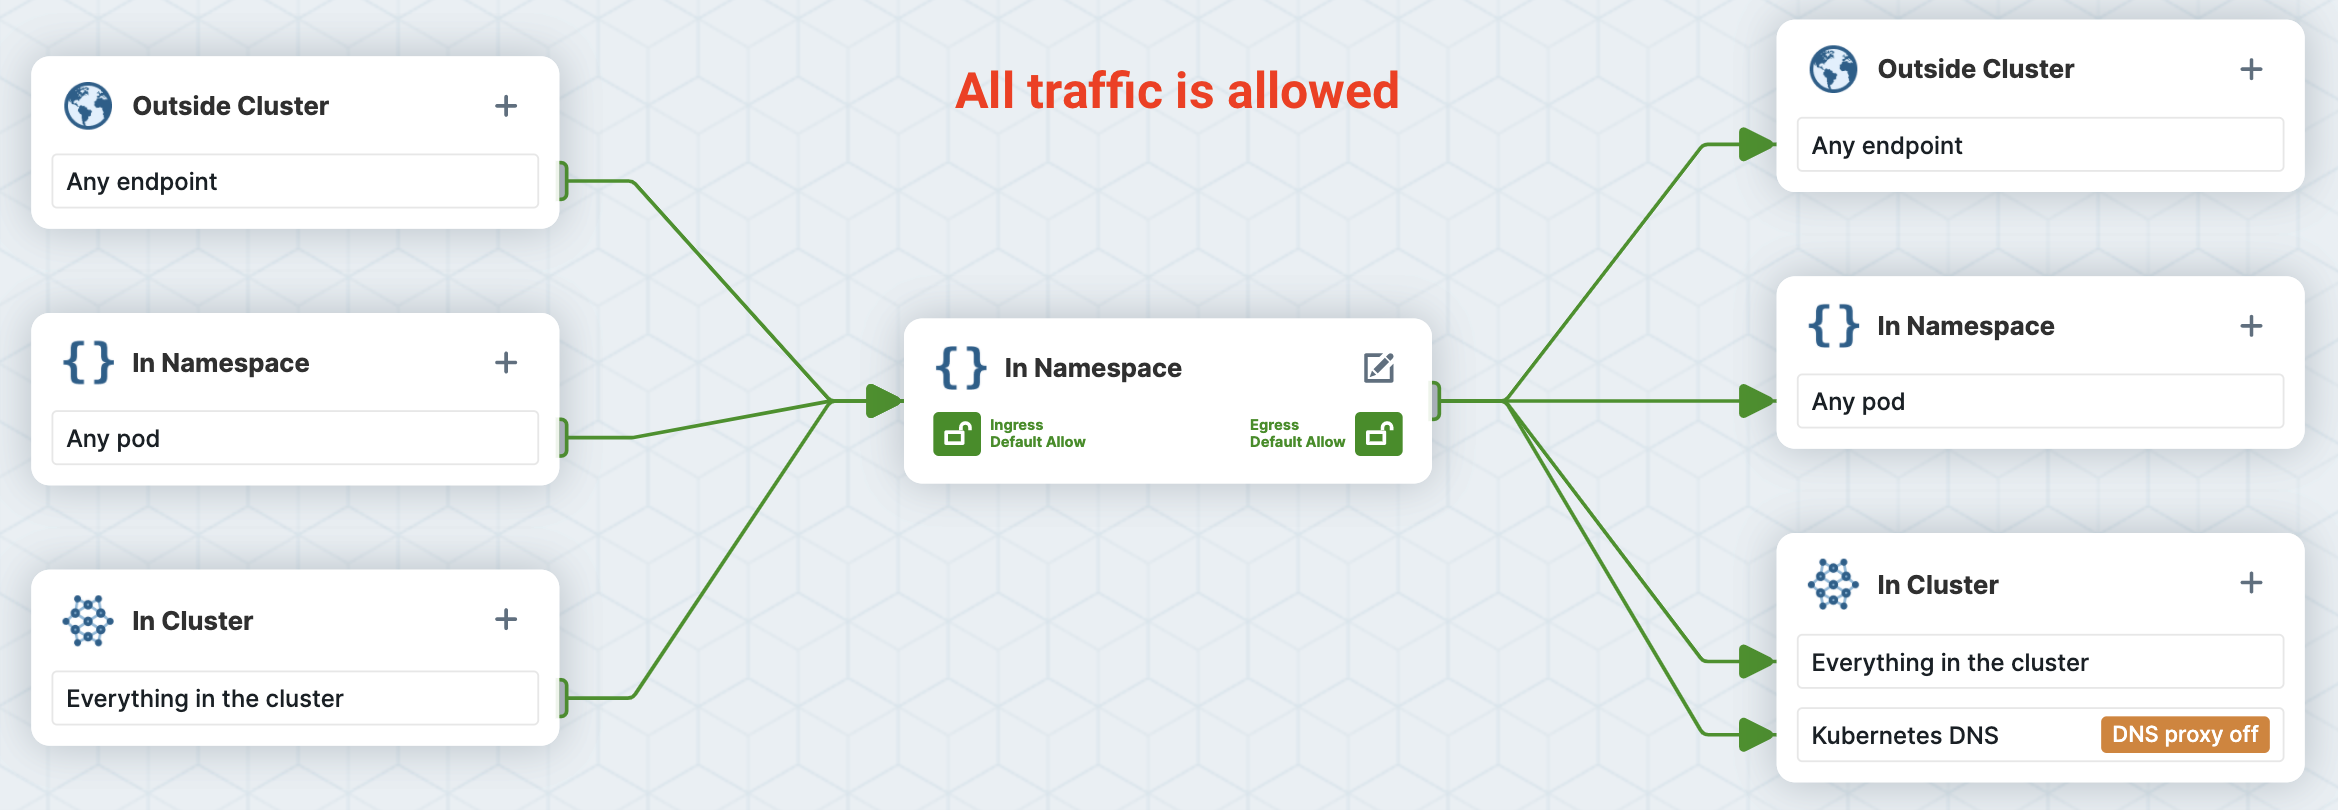 All traffic is allowed
Outside Cluster
Any endpoint
In Namespace
Any pod
In Cluster
Everything in the cluster
In Namespace
Ingress
Default Allow
Egress
Default Allow
Outside Cluster
Any endpoint
In Namespace
Any pod
In Cluster
Everything in the cluster
Kubernetes DNS DNS proxy off